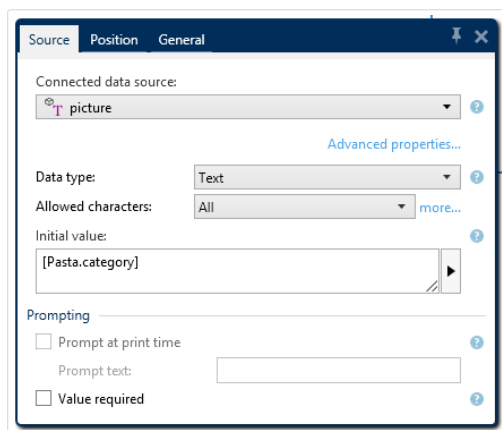 Source Position General
Connected data source:
T picture
Advanced properties...
Data type: Text
Allowed characters: All more...
Initial value:
[Pasta.category]
Prompting
Prompt at print time
Prompt text:
Value required